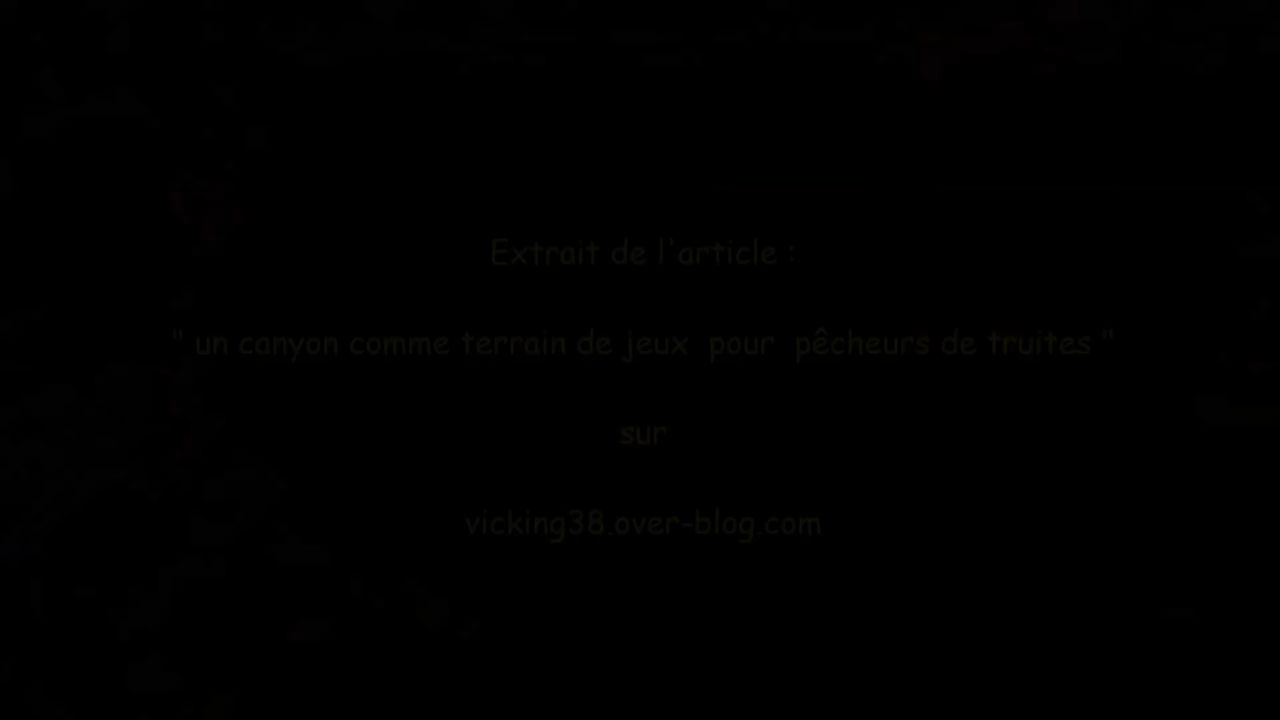 Extrait de l'article :
" un canyon comme terrain de jeux  pour  pêcheurs de truites "
sur
vicking38.over-blog.com